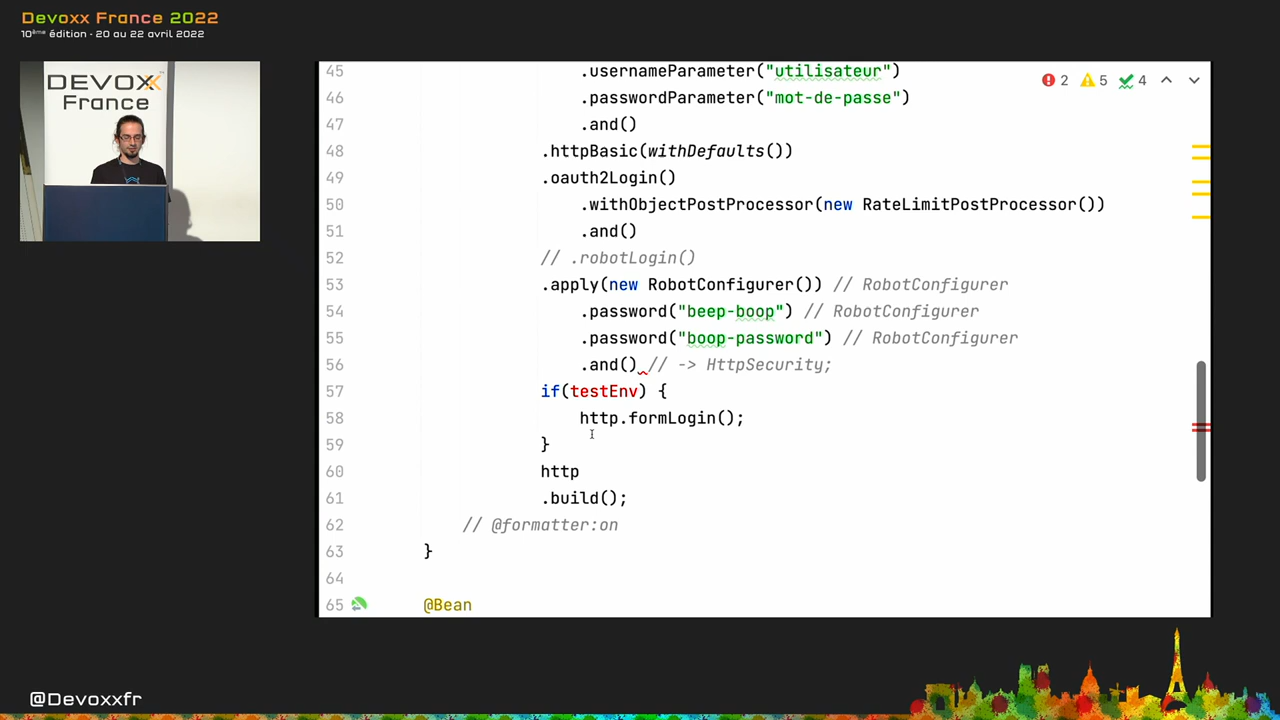 Devoxx France 2022
10ème édition - 20 au 22 avril 2022
DEVOXX
France
45 .usernameParameter("utilisateur")
46 .passwordParameter("mot-de-passe")
47 .and()
48 .httpBasic(withDefaults())
49 .oauth2Login()
50 .withObjectPostProcessor(new RateLimitPostProcessor())
51 .and()
52 // .robotLogin()
53 .apply(new RobotConfigurer()) // RobotConfigurer
54 .password("beep-boop") // RobotConfigurer
55 .password("boop-password") // RobotConfigurer
56 .and() // -> HttpSecurity;
57 if(testEnv) {
58 http.formLogin();
59 }
60 http
61 .build();
62 // @formatter:on
63 }
64
65 @Bean
2 5 4
@Devoxxfr